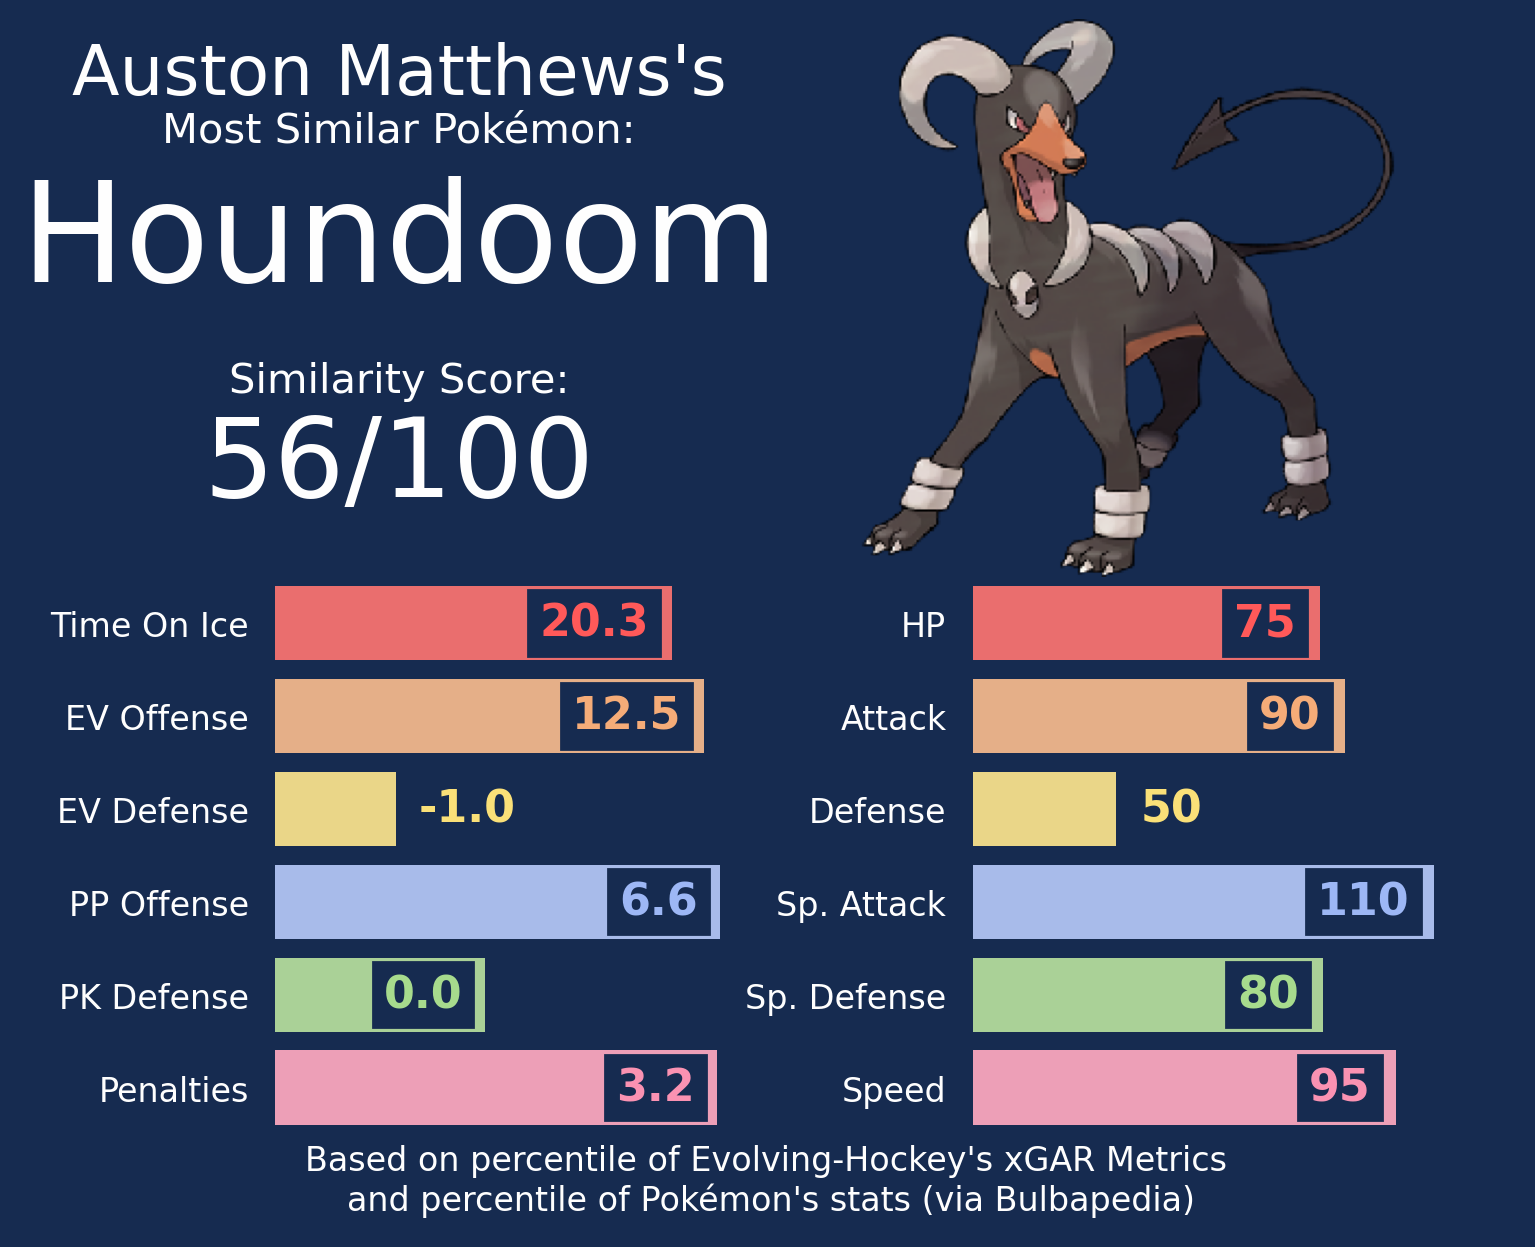 Auston Matthews's
Most Similar Pokémon:
Houndoom
Similarity Score:
56/100
Time On Ice 20.3
EV Offense 12.5
EV Defense -1.0
PP Offense 6.6
PK Defense 0.0
Penalties 3.2
HP 75
Attack 90
Defense 50
Sp. Attack 110
Sp. Defense 80
Speed 95
Based on percentile of Evolving-Hockey's xGAR Metrics
and percentile of Pokémon's stats (via Bulbapedia)